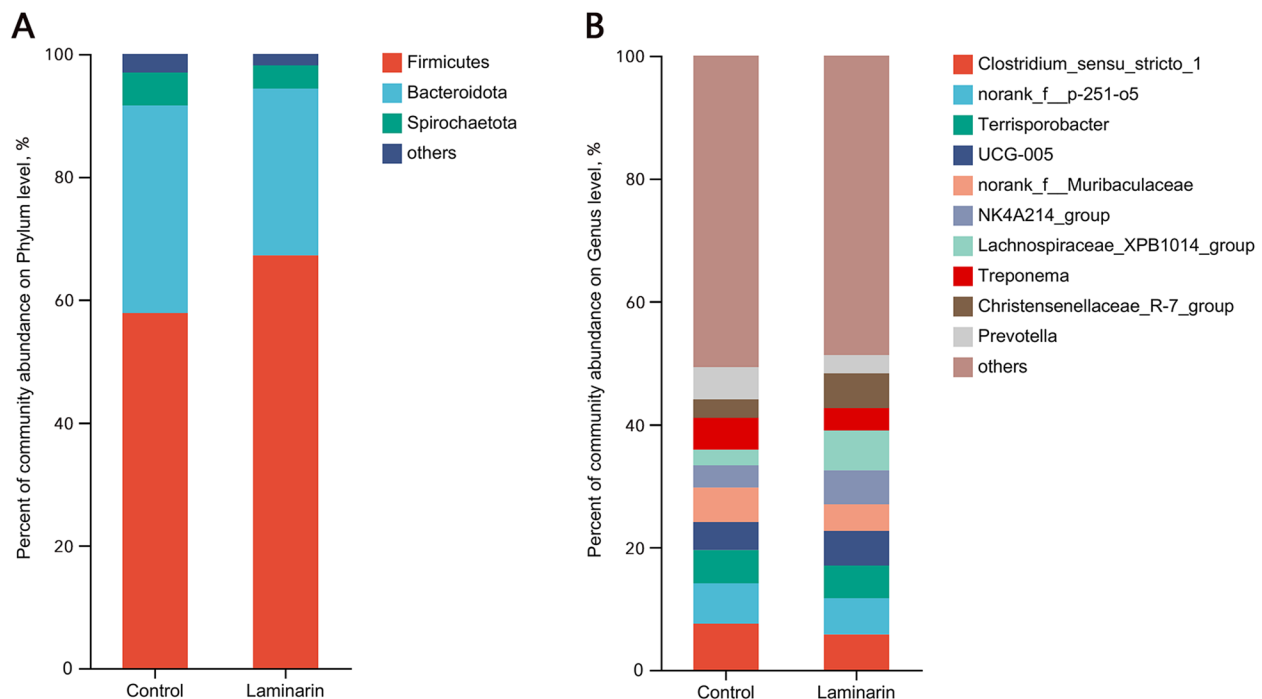 A
Percent of community abundance on Phylum level, %
100
80
60
40
20
0
Control
Laminarin
Firmicutes
Bacteroidota
Spirochaetota
others
B
Percent of community abundance on Genus level, %
100
80
60
40
20
0
Control
Laminarin
Clostridium_sensu_stricto_1
norank_f__p-251-o5
Terrisporobacter
UCG-005
norank_f__Muribaculaceae
NK4A214_group
Lachnospiraceae_XPB1014_group
Treponema
Christensenellaceae_R-7_group
Prevotella
others